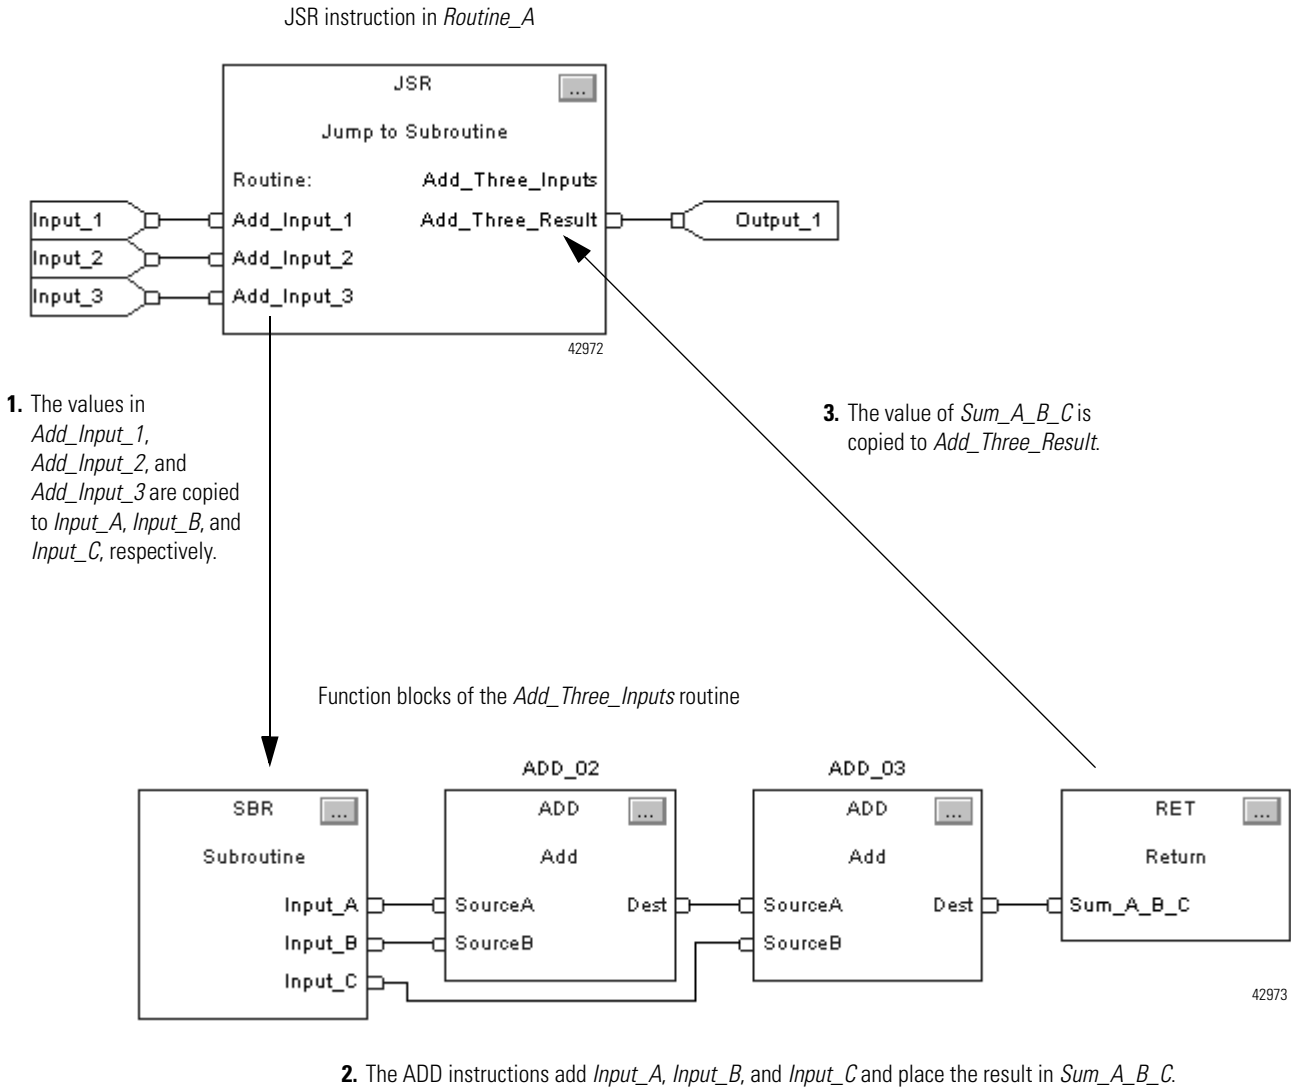 JSR instruction in Routine_A
JSR
...
Jump to Subroutine
Routine:
Add_Three_Inputs
Input_1
Add_Input_1
Add_Three_Result
Output_1
Input_2
Add_Input_2
Input_3
Add_Input_3
42972
1. The values in
Add_Input_1,
Add_Input_2, and
Add_Input_3 are copied
to Input_A, Input_B, and
Input_C, respectively.
3. The value of Sum_A_B_C is
copied to Add_Three_Result.
Function blocks of the Add_Three_Inputs routine
SBR
...
Subroutine
Input_A
Input_B
Input_C
ADD_02
ADD
...
Add
SourceA
Dest
SourceB
ADD_03
ADD
...
Add
SourceA
Dest
SourceB
RET
...
Return
Sum_A_B_C
42973
2. The ADD instructions add Input_A, Input_B, and Input_C and place the result in Sum_A_B_C.